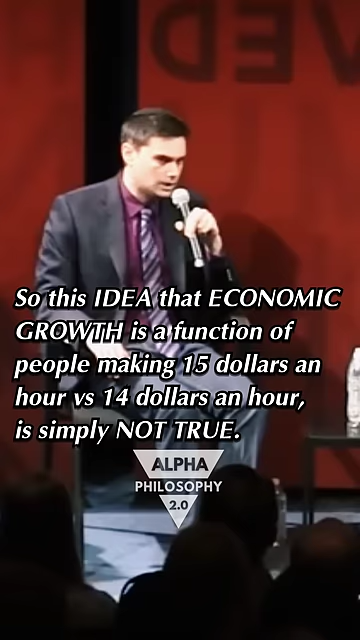 So this IDEA that ECONOMIC
GROWTH is a function of
people making 15 dollars an
hour vs 14 dollars an hour,
is simply NOT TRUE.
ALPHA
PHILOSOPHY
2.0